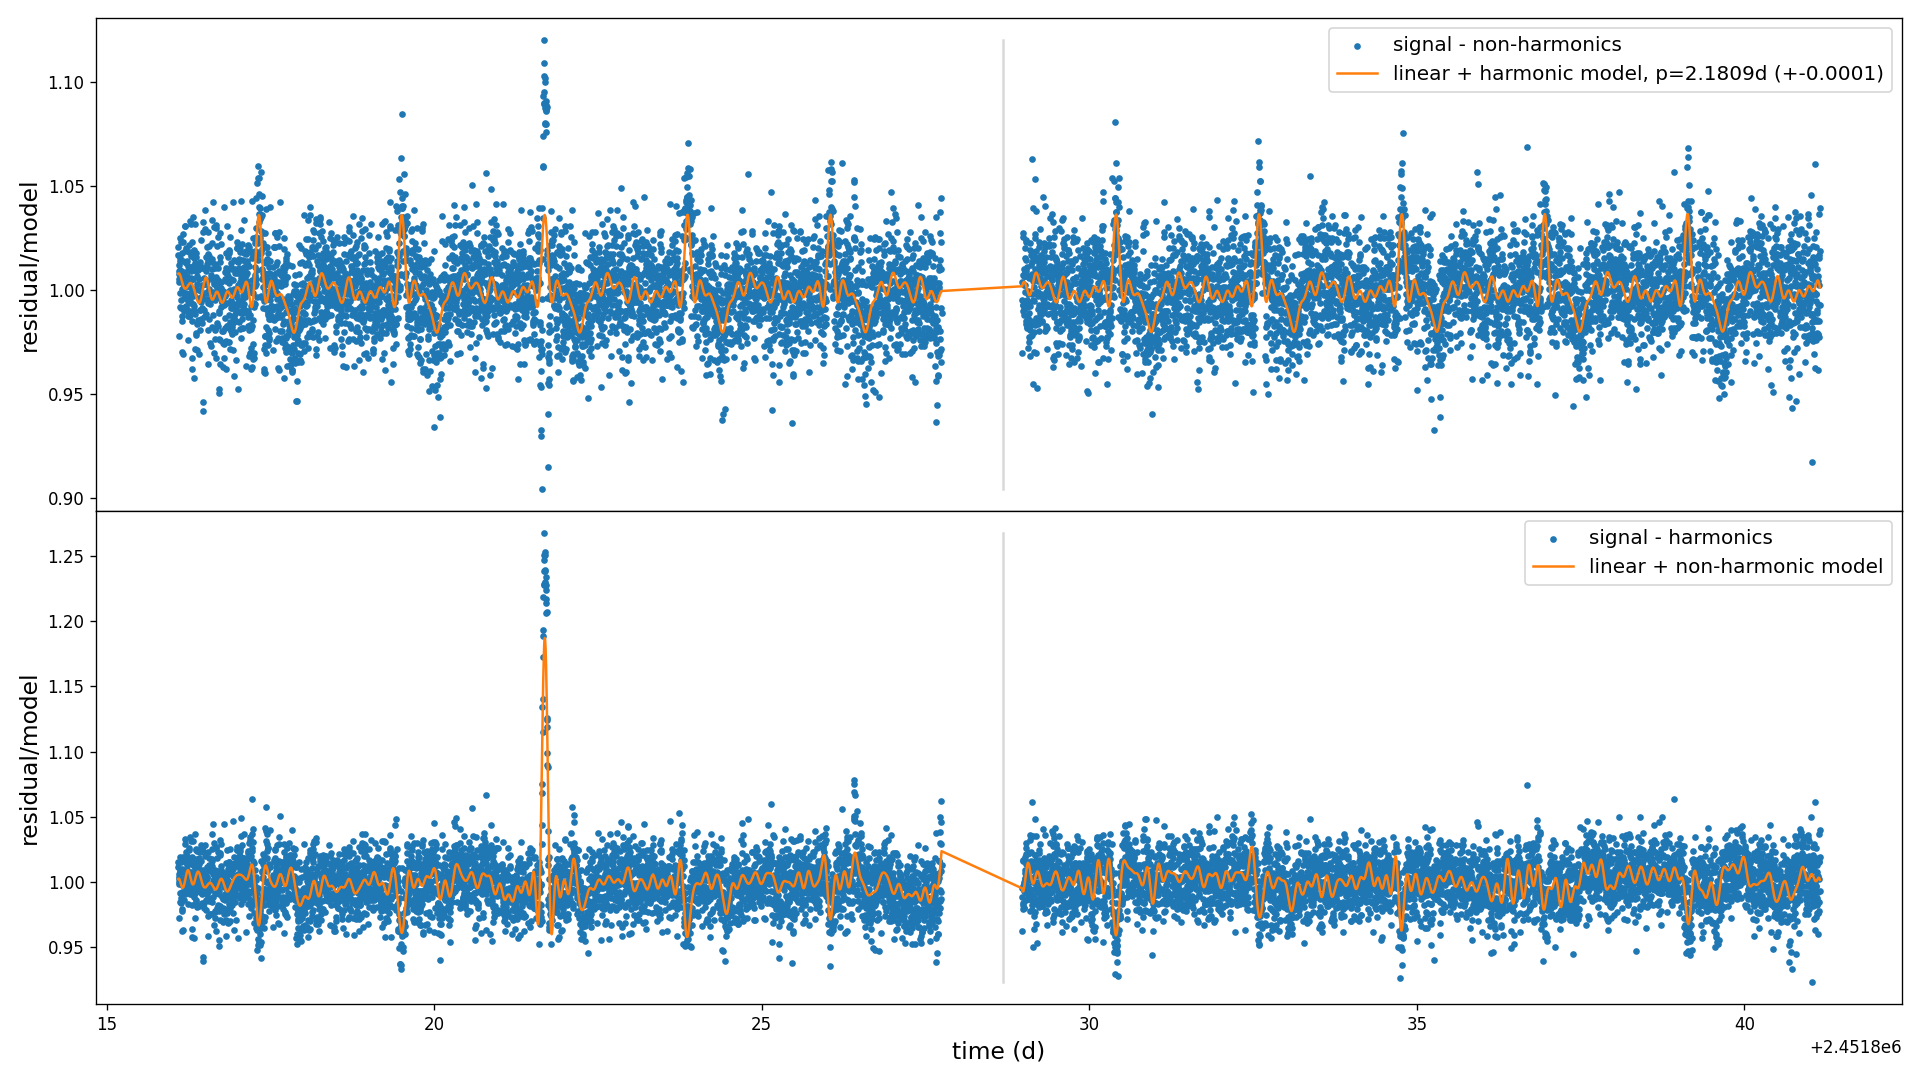 signal - non-harmonics
linear + harmonic model, p=2.1809d (+-0.0001)
residual/model
1.10
1.05
1.00
0.95
0.90
signal - harmonics
linear + non-harmonic model
residual/model
1.25
1.20
1.15
1.10
1.05
1.00
0.95
15 20 25 30 35 40
time (d)
+2.4518e6